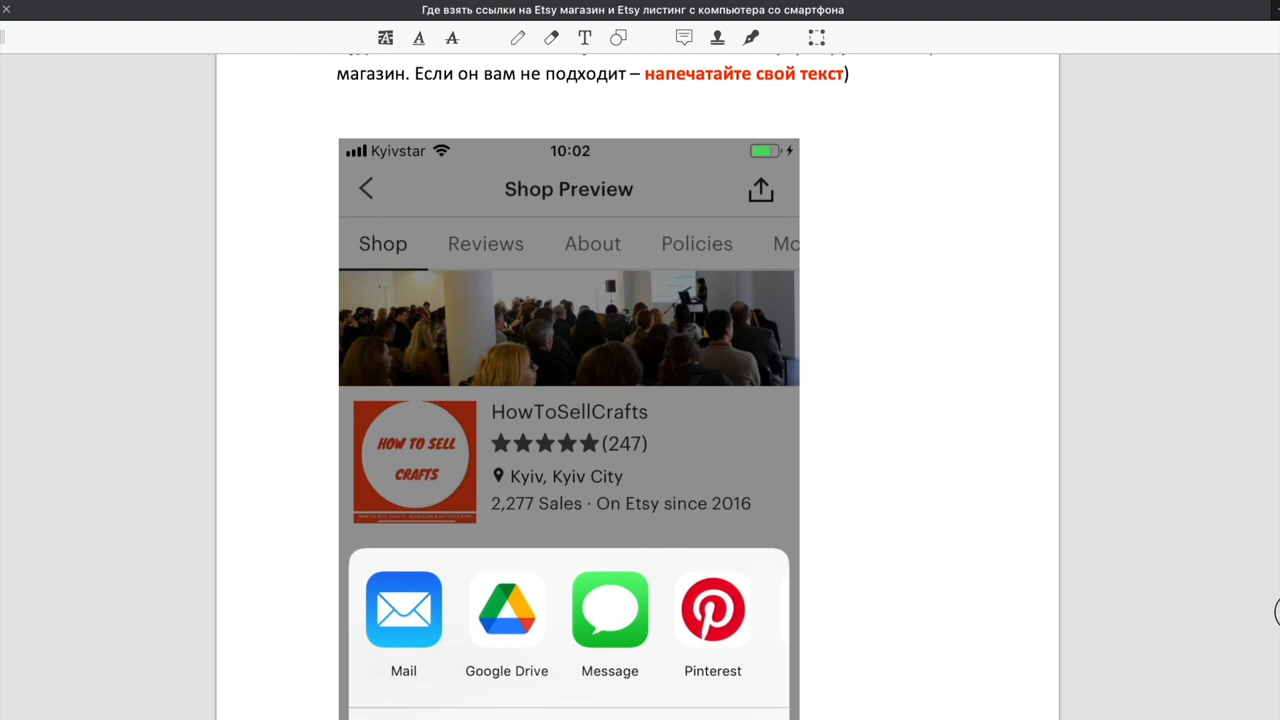 Где взять ссылки на Etsy магазин и Etsy листинг с компьютера со смартфона
магазин. Если он вам не подходит – напечатайте свой текст)
Kyivstar 10:02
Shop Preview
Shop Reviews About Policies Mo
HowToSellCrafts
(247)
HOW TO SELL
CRAFTS
Kyiv, Kyiv City
2,277 Sales · On Etsy since 2016
Mail Google Drive Message Pinterest